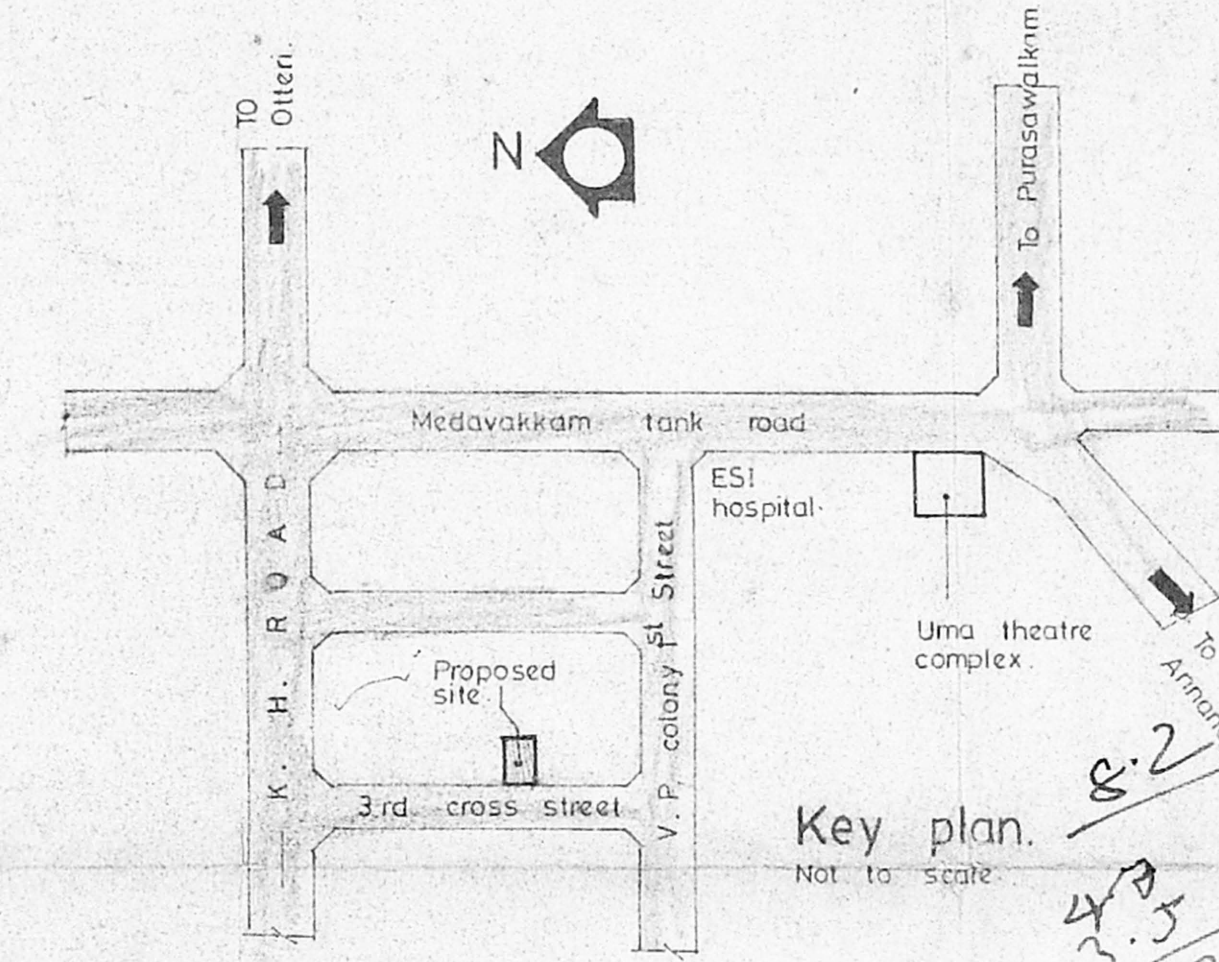 TO
Otteri.
N
To Purasawalkam
Medavakkam tank road
ESI
hospital.
K. H. ROAD
V.P. colony 1st Street
Uma theatre
complex.
To
Proposed
site.
3rd cross street
8.2
Key plan.
Not to scale.